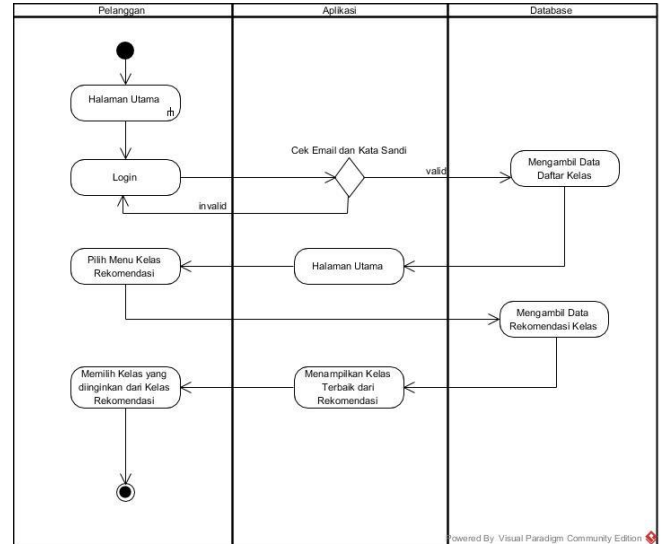 Pelanggan
Aplikasi
Database
Halaman Utama
Cek Email dan Kata Sandi
Login
valid
Mengambil Data
Daftar Kelas
invalid
Pilih Menu Kelas
Rekomendasi
Halaman Utama
Mengambil Data
Rekomendasi Kelas
Memilih Kelas yang
diinginkan dari Kelas
Rekomendasi
Menampilkan Kelas
Terbaik dari
Rekomendasi
Powered By Visual Paradigm Community Edition